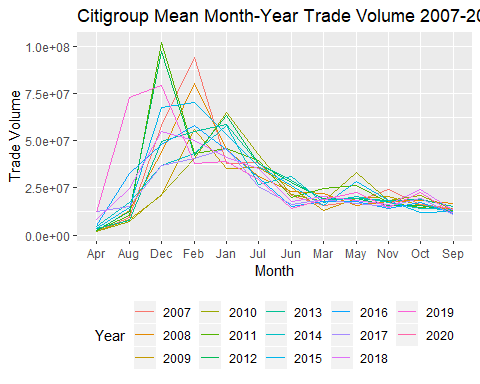 Citigroup Mean Month-Year Trade Volume 2007-20
1.0e+08
7.5e+07
5.0e+07
2.5e+07
0.0e+00
Trade Volume
Apr Aug Dec Feb Jan Jul Jun Mar May Nov Oct Sep
Month
Year
2007 2010 2013 2016 2019
2008 2011 2014 2017 2020
2009 2012 2015 2018